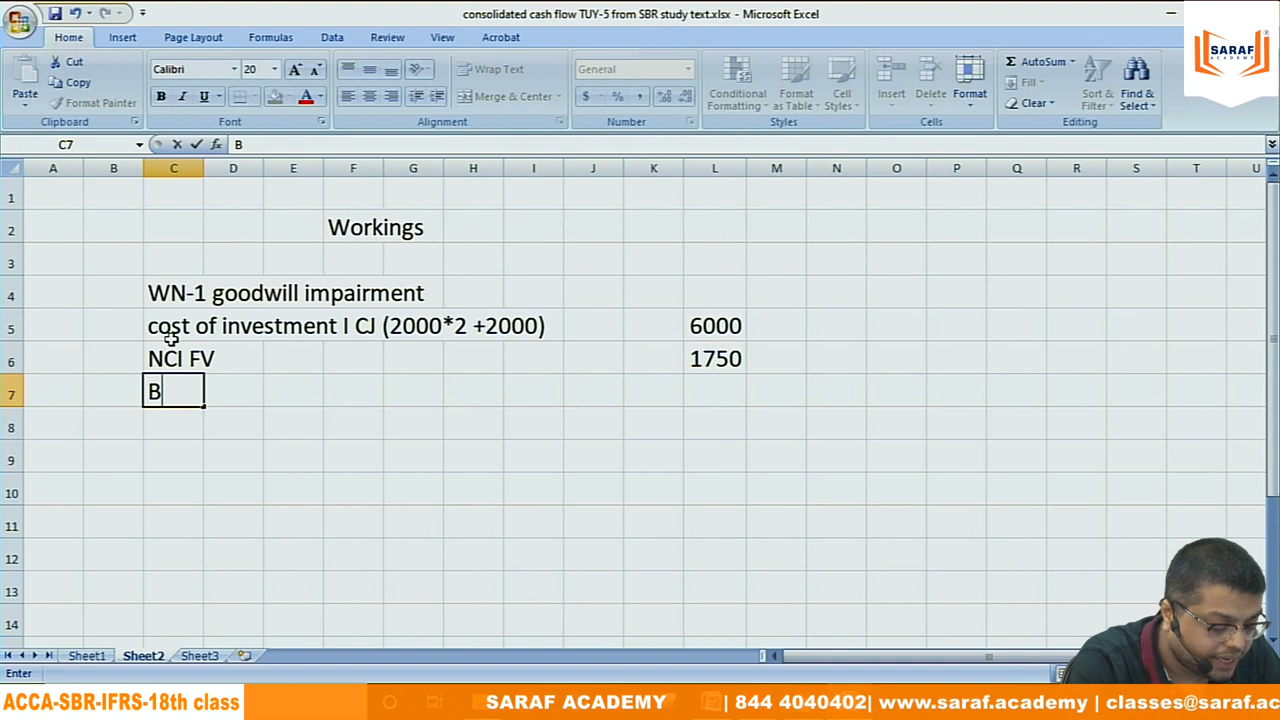 consolidated cash flow TUY-5 from SBR study text.xlsx - Microsoft Excel
Home Insert Page Layout Formulas Data Review View Acrobat
Paste Cut Copy Format Painter Clipboard
Calibri 20 A A B I U A Font
Wrap Text Merge & Center Alignment
General $ % , Number
Conditional Formatting Format as Table Cell Styles Styles
Insert Delete Format Cells
Σ AutoSum Fill Clear Sort & Filter Find & Select Editing
SARAF
ACADEMY
C7 fx B
A B C D E F G H I J K L M N O P Q R S T U
1
2 Workings
3
4 WN-1 goodwill impairment
5 cost of investment I CJ (2000*2 +2000) 6000
6 NCI FV 1750
7 B
8
9
10
11
12
13
14
Sheet1 Sheet2 Sheet3
Enter
ACCA-SBR-IFRS-18th class SARAF ACADEMY | 844 4040402| www.saraf.academy | classes@saraf.ac